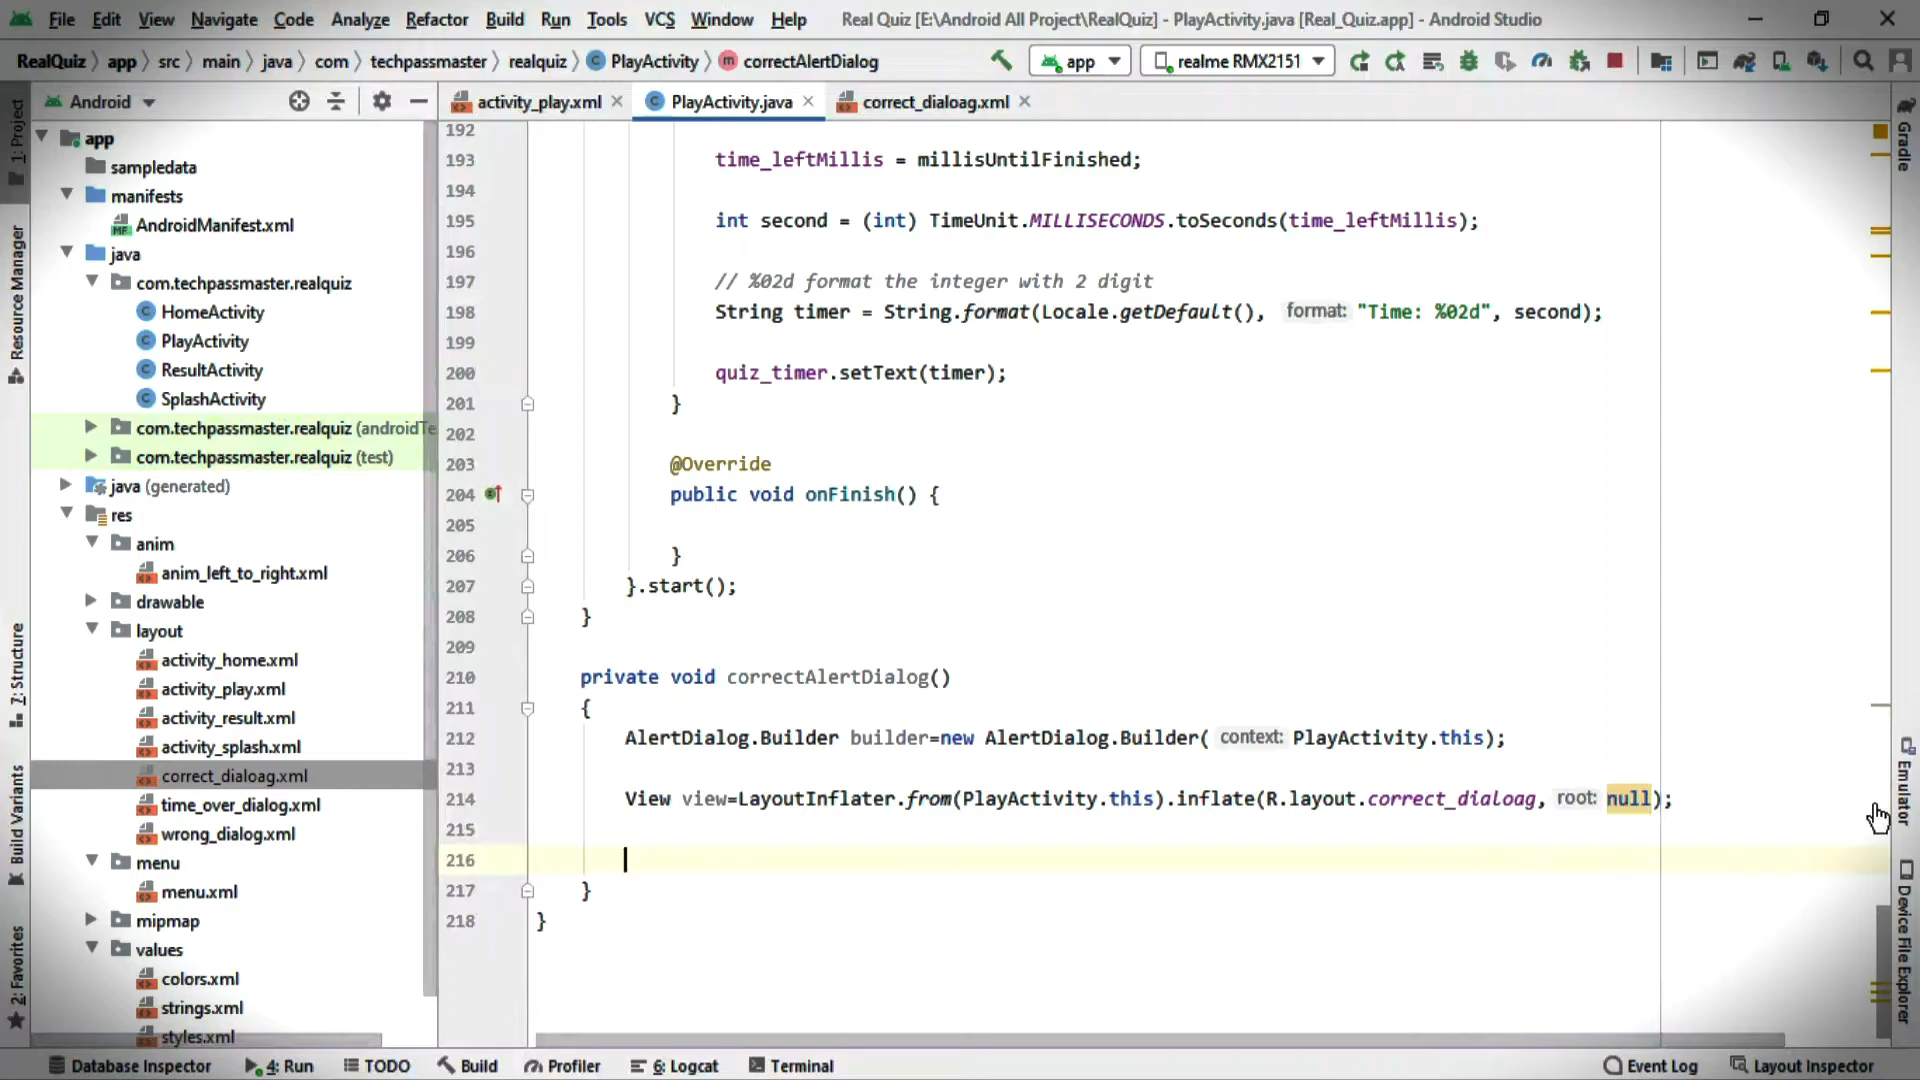 File Edit View Navigate Code Analyze Refactor Build Run Tools VCS Window Help Real Quiz [E:\Android All Project\RealQuiz] - PlayActivity.java [Real_Quiz.app] - Android Studio
RealQuiz app src main java com techpassmaster realquiz PlayActivity correctAlertDialog app realme RMX2151
Android activity_play.xml PlayActivity.java correct_dialoag.xml
1: Project
Resource Manager
7: Structure
Build Variants
2: Favorites
app
sampledata
manifests
AndroidManifest.xml
java
com.techpassmaster.realquiz
HomeActivity
PlayActivity
ResultActivity
SplashActivity
com.techpassmaster.realquiz (androidTe
com.techpassmaster.realquiz (test)
java (generated)
res
anim
anim_left_to_right.xml
drawable
layout
activity_home.xml
activity_play.xml
activity_result.xml
activity_splash.xml
correct_dialoag.xml
time_over_dialog.xml
wrong_dialog.xml
menu
menu.xml
mipmap
values
colors.xml
strings.xml
styles.xml
192
193 time_leftMillis = millisUntilFinished;
194
195 int second = (int) TimeUnit.MILLISECONDS.toSeconds(time_leftMillis);
196
197 // %02d format the integer with 2 digit
198 String timer = String.format(Locale.getDefault(), format: "Time: %02d", second);
199
200 quiz_timer.setText(timer);
201 }
202
203 @Override
204 public void onFinish() {
205
206 }
207 }.start();
208 }
209
210 private void correctAlertDialog()
211 {
212 AlertDialog.Builder builder=new AlertDialog.Builder( context: PlayActivity.this);
213
214 View view=LayoutInflater.from(PlayActivity.this).inflate(R.layout.correct_dialoag, root: null);
215
216
217 }
218 }
Gradle
Emulator
Device File Explorer
Database Inspector 4: Run TODO Build Profiler 6: Logcat Terminal Event Log Layout Inspector